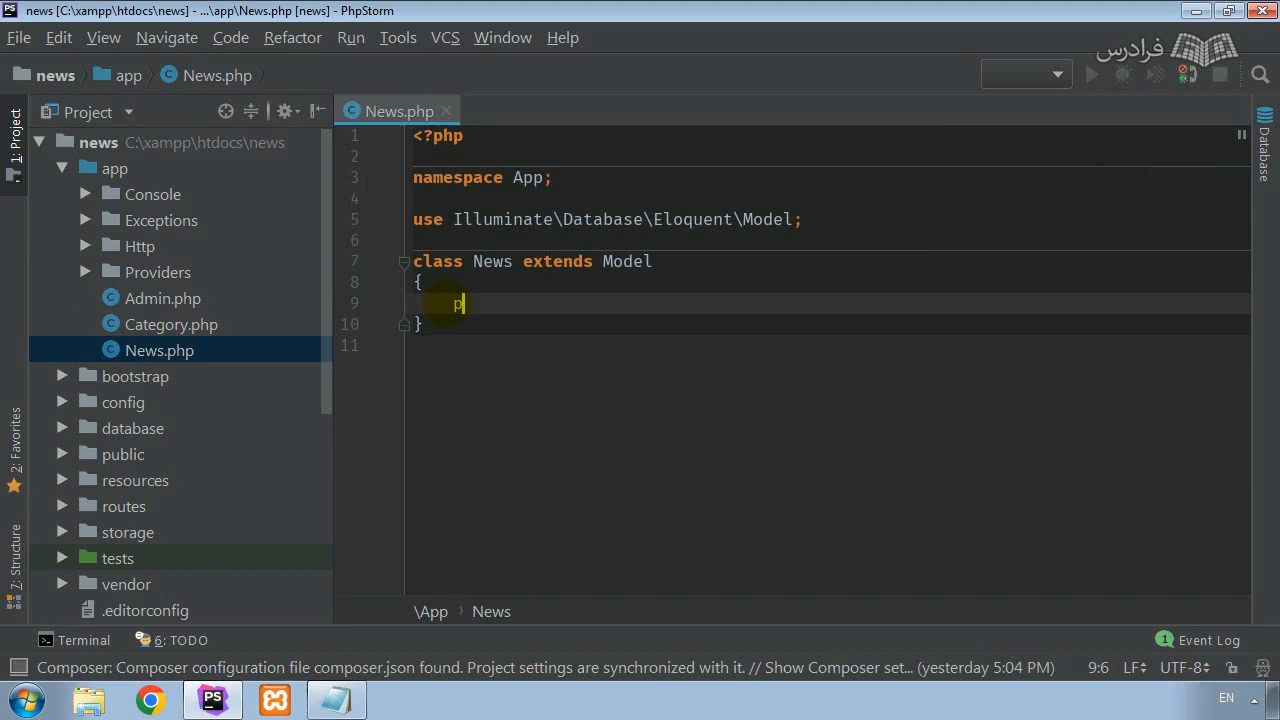 news [C:\xampp\htdocs\news] - ...\app\News.php [news] - PhpStorm
File Edit View Navigate Code Refactor Run Tools VCS Window Help
فرادرس
news app News.php
1: Project
Project
News.php
Database
news C:\xampp\htdocs\news
app
Console
Exceptions
Http
Providers
Admin.php
Category.php
News.php
bootstrap
config
database
public
resources
routes
storage
tests
vendor
.editorconfig
2: Favorites
7: Structure
1 <?php
2
3 namespace App;
4
5 use Illuminate\Database\Eloquent\Model;
6
7 class News extends Model
8 {
9 p
10 }
11
\App › News
Terminal 6: TODO 1 Event Log
Composer: Composer configuration file composer.json found. Project settings are synchronized with it. // Show Composer set... (yesterday 5:04 PM) 9:6 LF UTF-8
PS EN